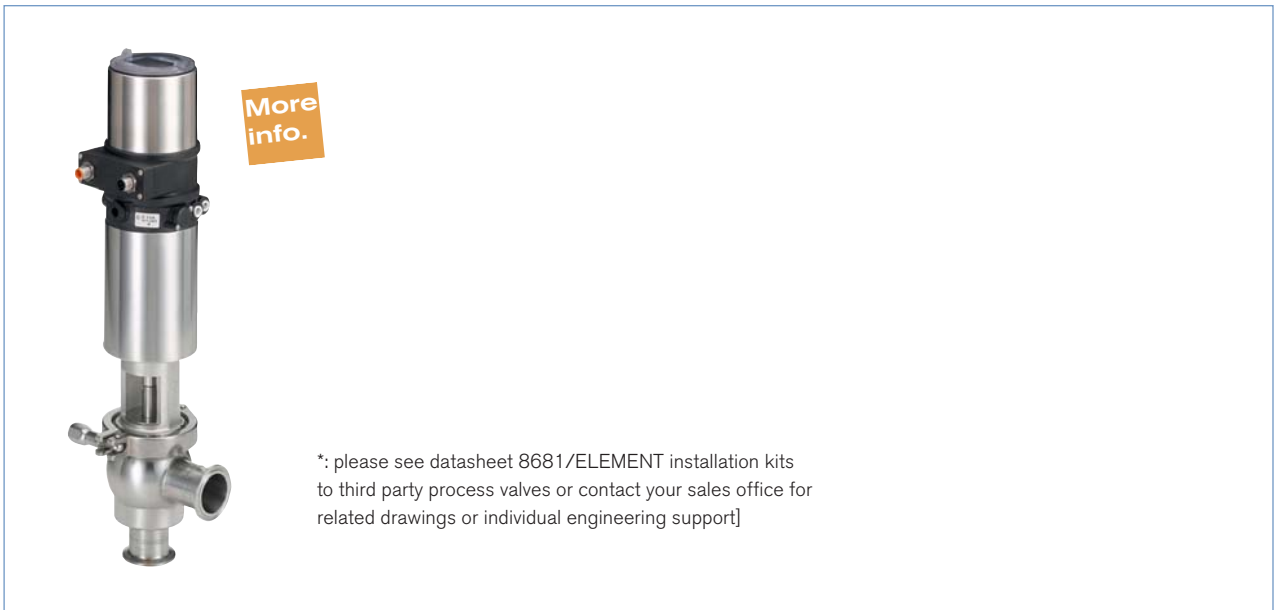 More
info.
*: please see datasheet 8681/ELEMENT installation kits
to third party process valves or contact your sales office for
related drawings or individual engineering support]